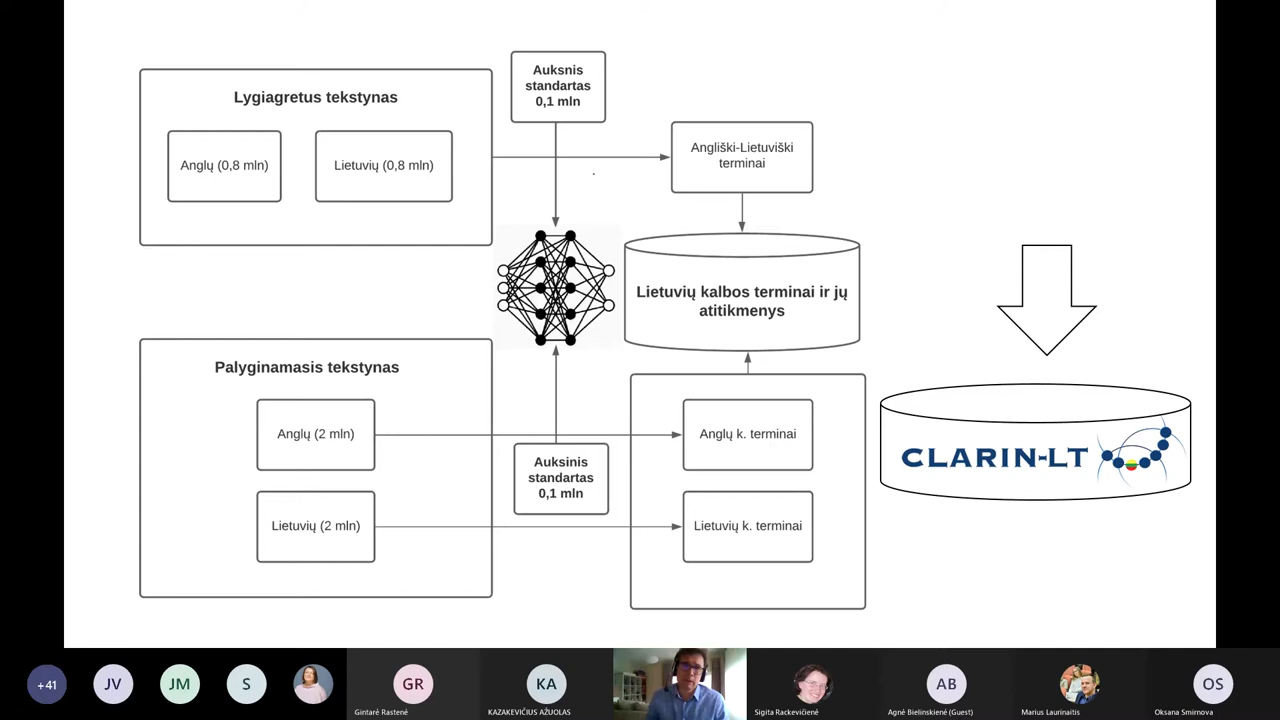 Lygiagretus tekstynas
Anglų (0,8 mln)
Lietuvių (0,8 mln)
Auksnis
standartas
0,1 mln
Angliški-Lietuviški
terminai
Lietuvių kalbos terminai ir jų
atitikmenys
Palyginamasis tekstynas
Anglų (2 mln)
Lietuvių (2 mln)
Auksinis
standartas
0,1 mln
Anglų k. terminai
Lietuvių k. terminai
CLARIN-LT
+41
JV
JM
S
GR
Gintarė Rastenė
KA
KAZAKEVIČIUS AŽUOLAS
Sigita Rackevičienė
AB
Agnė Bielinskienė (Guest)
Marius Laurinaitis
OS
Oksana Smirnova